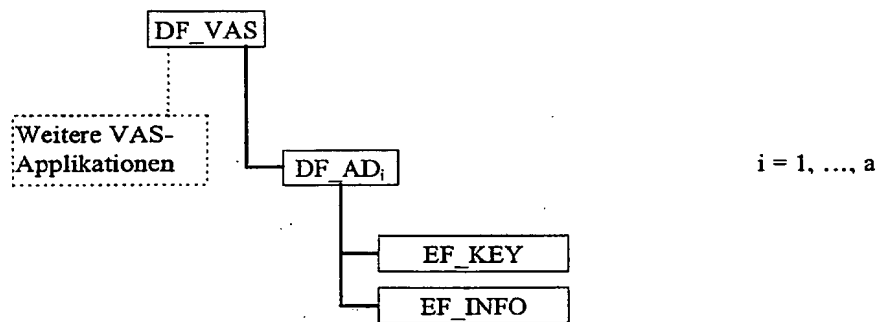 DF_VAS
Weitere VAS-
Applikationen
DF_ADᵢ
i = 1, ..., a
EF_KEY
EF_INFO